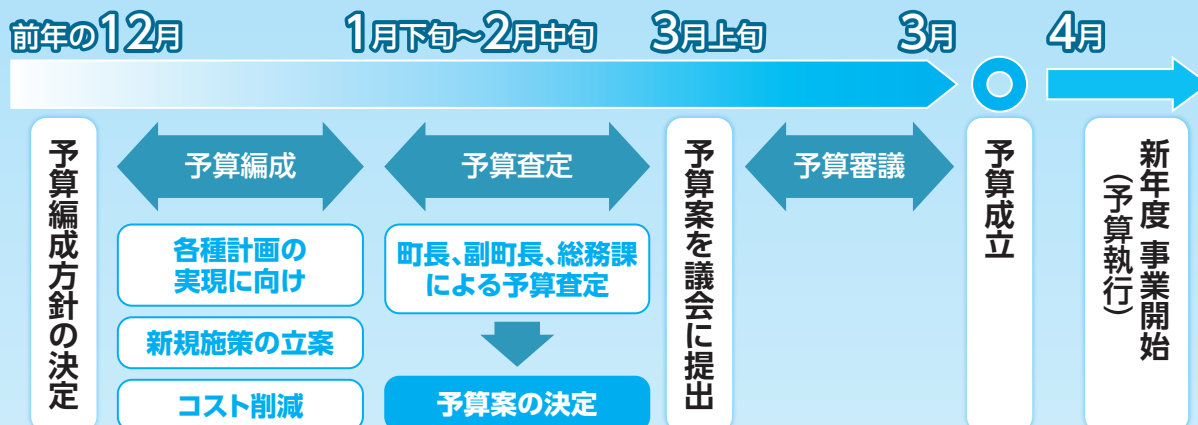 前年の12月
1月下旬～2月中旬
3月上旬
3月
4月
予算編成方針の決定
予算編成
各種計画の
実現に向け
新規施策の立案
コスト削減
予算査定
町長、副町長、総務課
による予算査定
予算案の決定
予算案を議会に提出
予算審議
予算成立
新年度 事業開始
（予算執行）